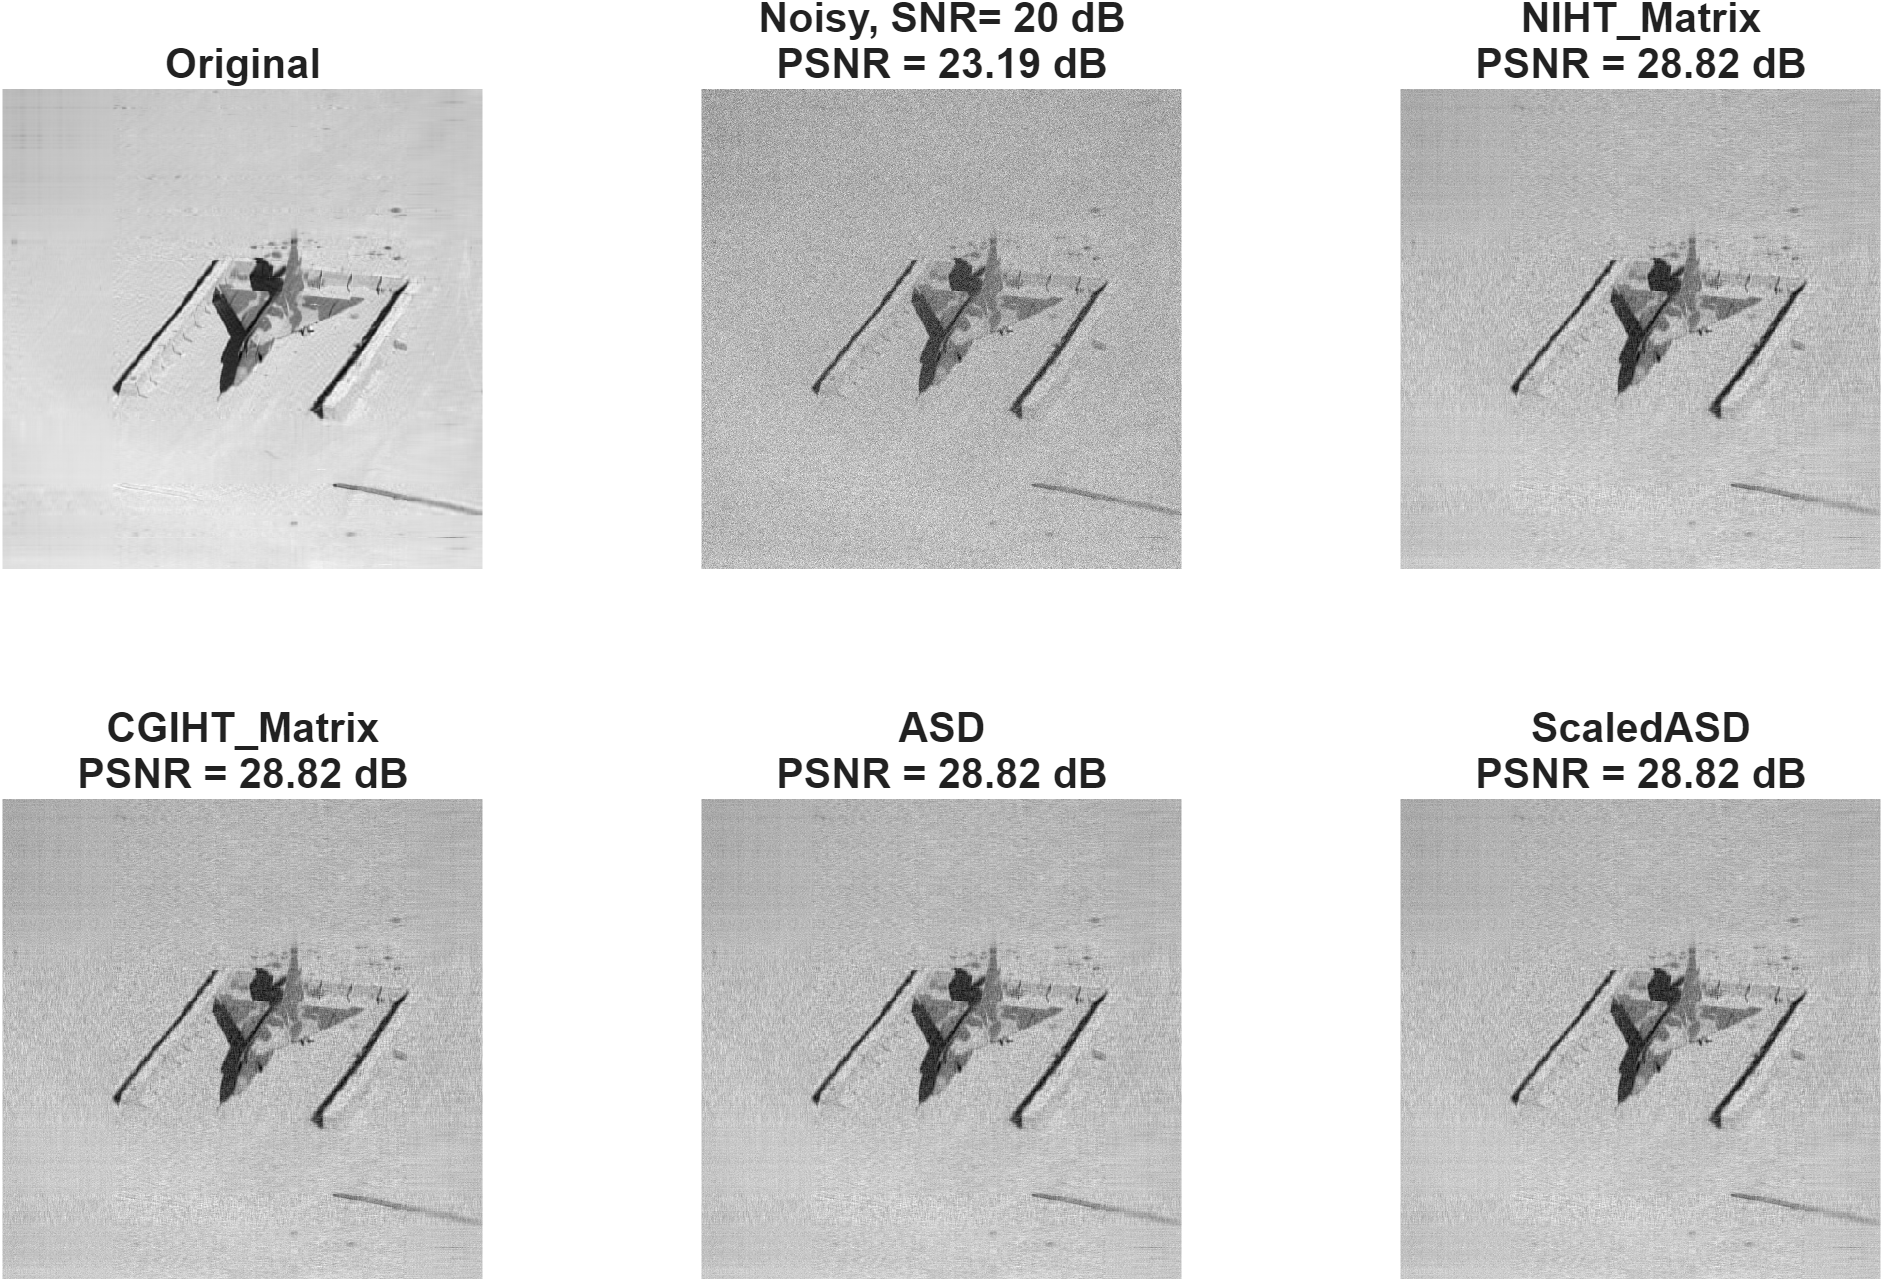 Original
Noisy, SNR= 20 dB
PSNR = 23.19 dB
NIHT_Matrix
PSNR = 28.82 dB
CGIHT_Matrix
PSNR = 28.82 dB
ASD
PSNR = 28.82 dB
ScaledASD
PSNR = 28.82 dB